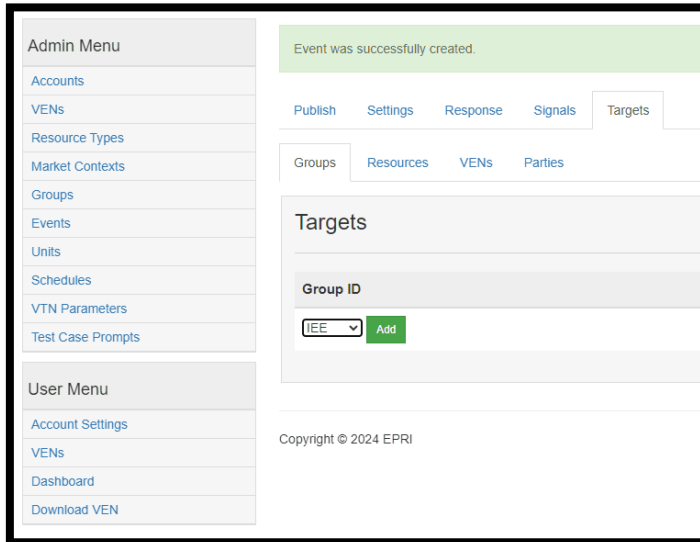 Admin Menu
Accounts
VENs
Resource Types
Market Contexts
Groups
Events
Units
Schedules
VTN Parameters
Test Case Prompts
User Menu
Account Settings
VENs
Dashboard
Download VEN
Event was successfully created.
Publish Settings Response Signals Targets
Groups Resources VENs Parties
Targets
Group ID
IEE Add
Copyright © 2024 EPRI